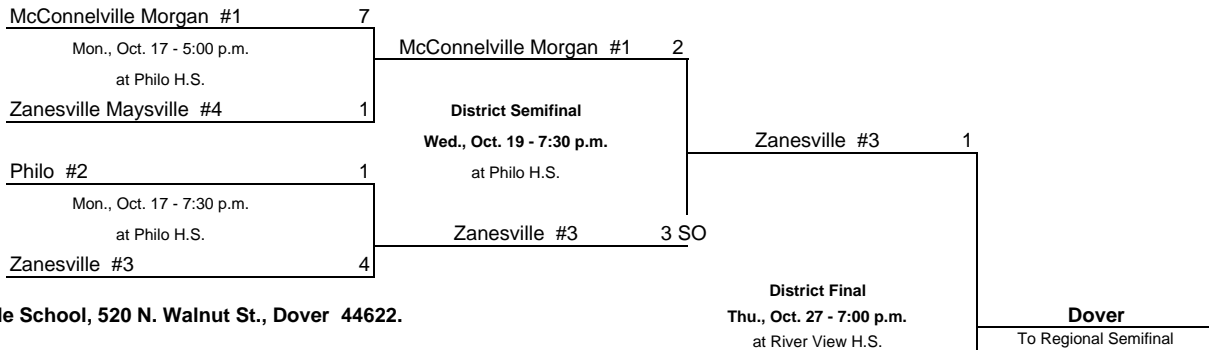 McConnelville Morgan #1 7
Mon., Oct. 17 - 5:00 p.m.
at Philo H.S.
Zanesville Maysville #4 1
McConnelville Morgan #1 2
District Semifinal
Wed., Oct. 19 - 7:30 p.m.
at Philo H.S.
Philo #2 1
Mon., Oct. 17 - 7:30 p.m.
at Philo H.S.
Zanesville #3 4
Zanesville #3 3 SO
Zanesville #3 1
le School, 520 N. Walnut St., Dover 44622.
District Final
Thu., Oct. 27 - 7:00 p.m.
at River View H.S.
Dover
To Regional Semifinal